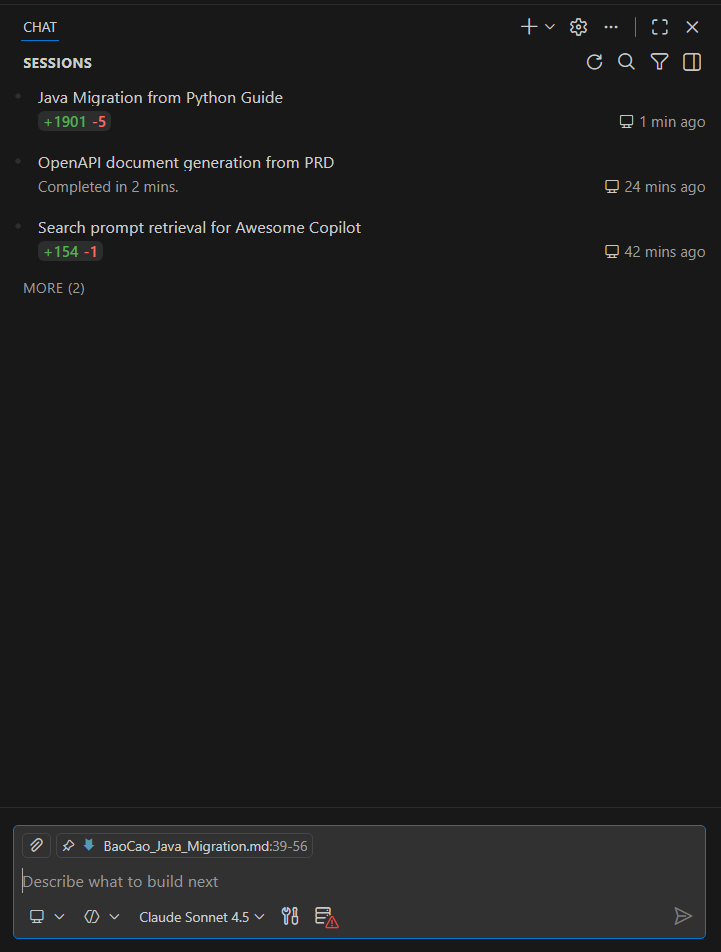 CHAT
SESSIONS
Java Migration from Python Guide
+1901 -5
1 min ago
OpenAPI document generation from PRD
Completed in 2 mins.
24 mins ago
Search prompt retrieval for Awesome Copilot
+154 -1
42 mins ago
MORE (2)
BaoCao_Java_Migration.md:39-56
Describe what to build next
Claude Sonnet 4.5